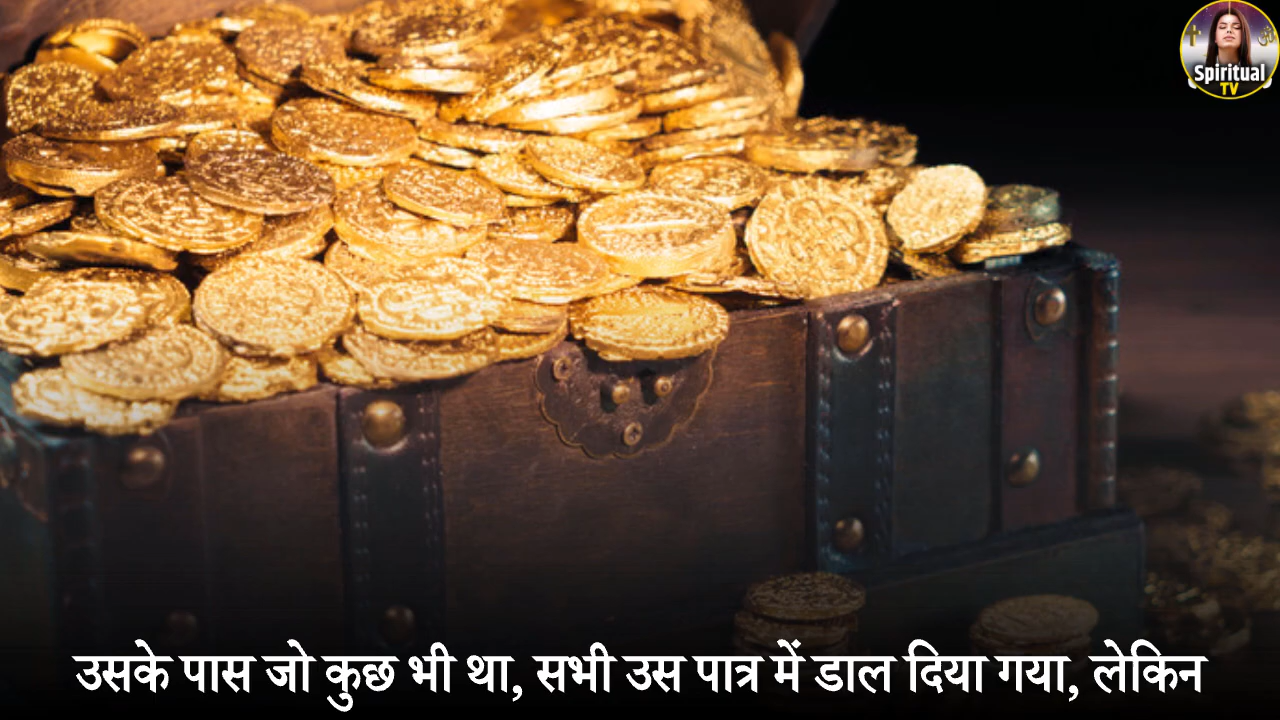 Spiritual
TV
उसके पास जो कुछ भी था, सभी उस पात्र में डाल दिया गया, लेकिन